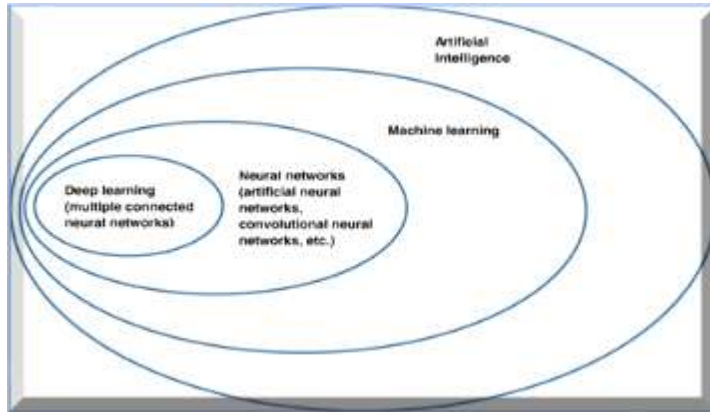 Artificial
Intelligence
Machine learning
Neural networks
(artificial neural
networks,
convolutional neural
networks, etc.)
Deep learning
(multiple connected
neural networks)